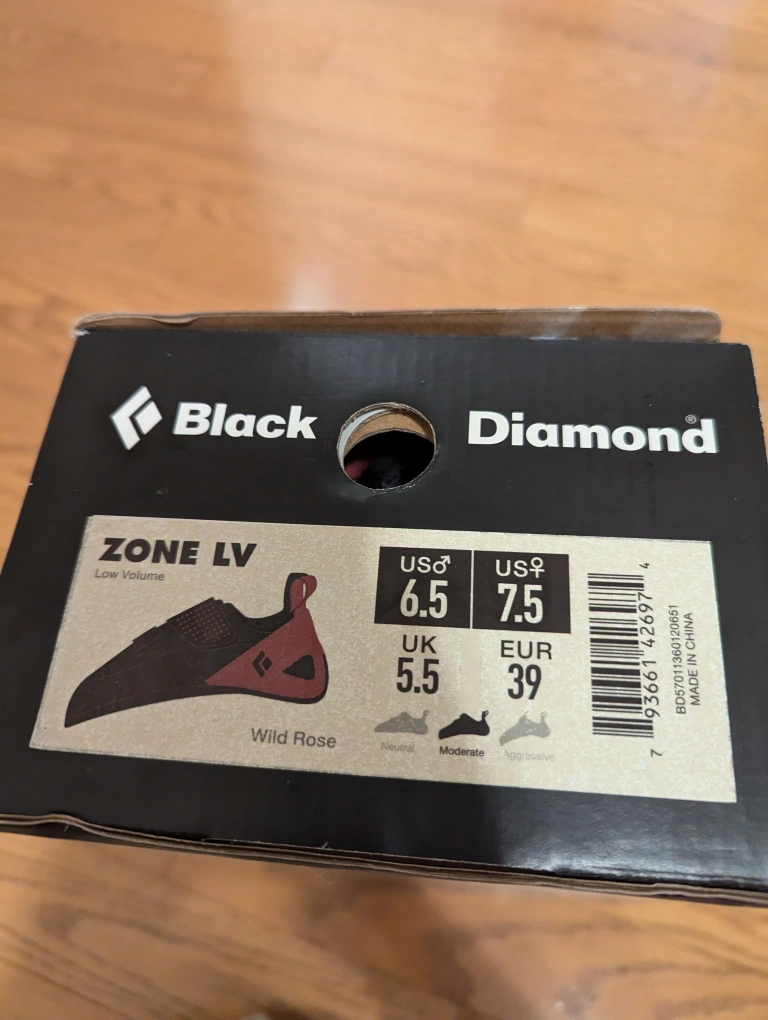 Black Diamond®
ZONE LV
Low Volume
Wild Rose
US♂ US♀
6.5 7.5
UK EUR
5.5 39
Neutral Moderate Aggressive
7 93661 42697 4
BD57011360120651
MADE IN CHINA